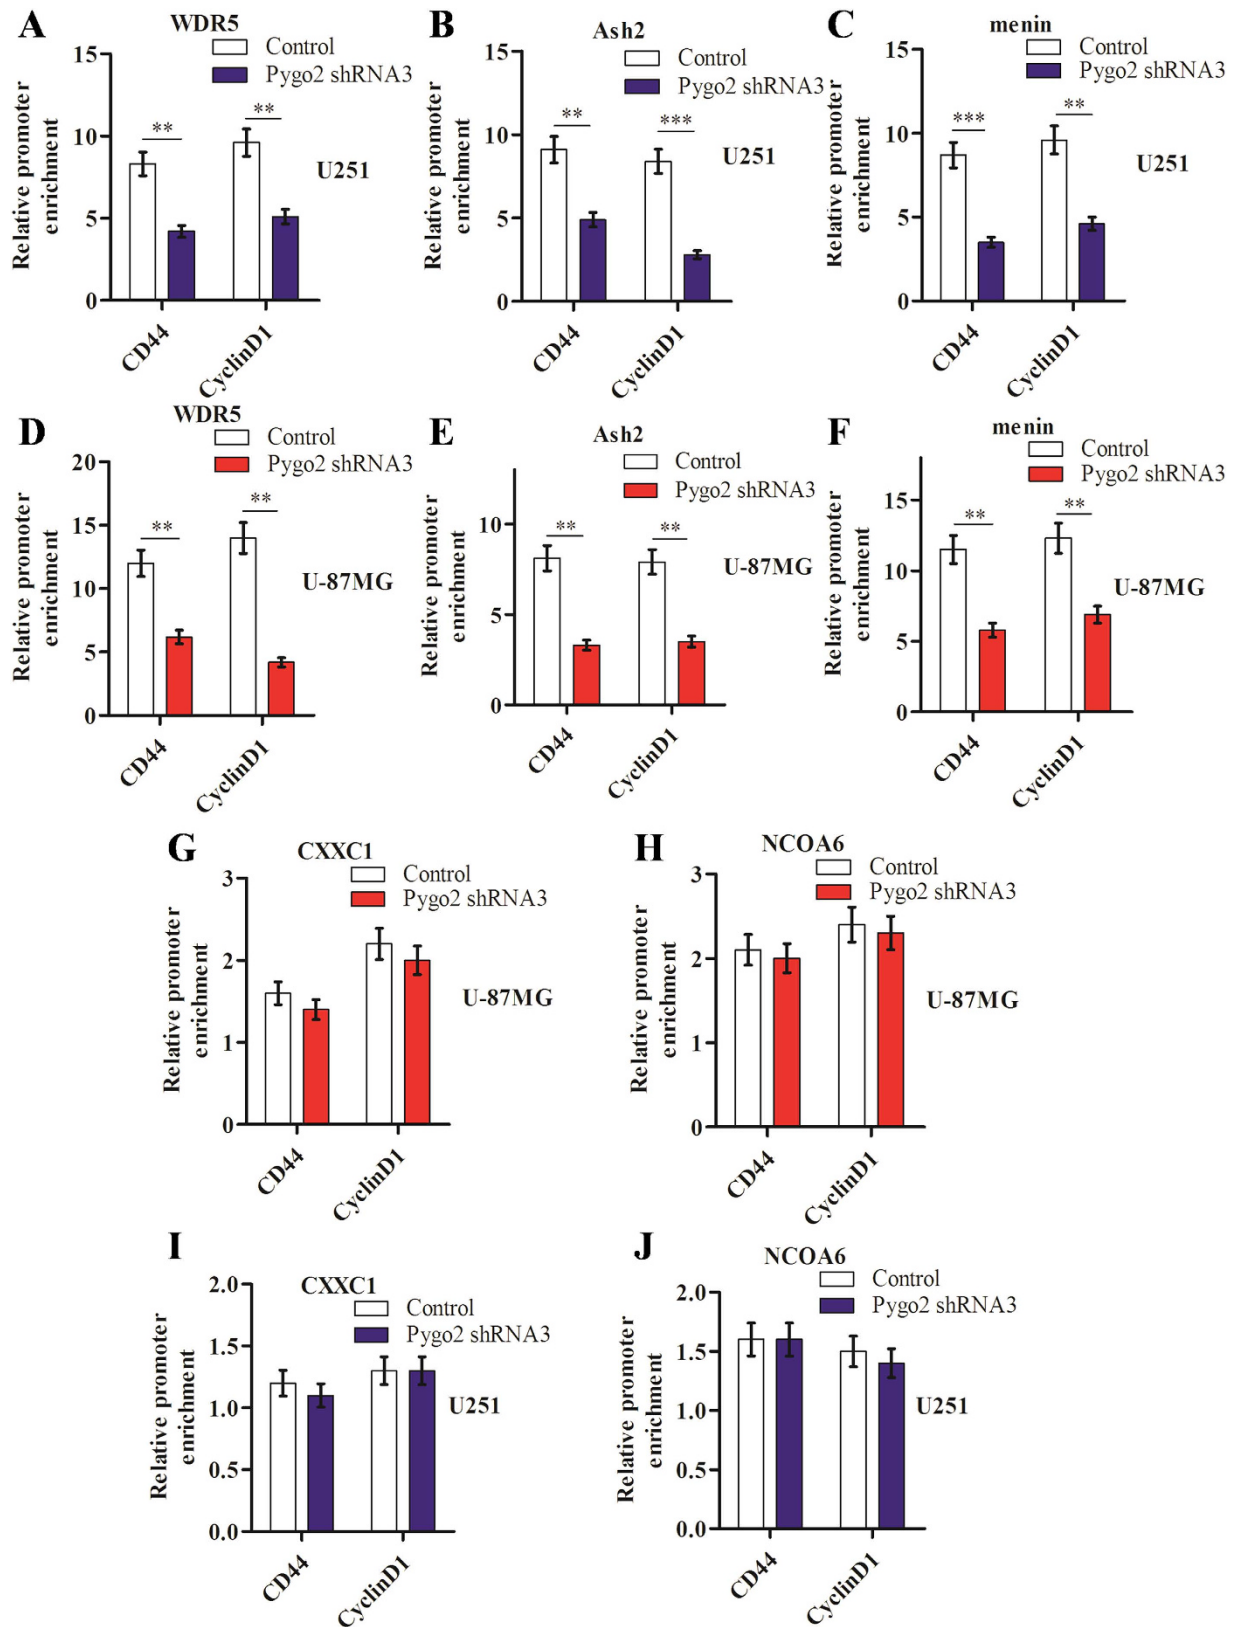 A
WDR5
Control
Pygo2 shRNA3
Relative promoter
enrichment
15
10
5
0
**
**
U251
CD44
CyclinD1
B
Ash2
Control
Pygo2 shRNA3
Relative promoter
enrichment
15
10
5
0
**
***
U251
CD44
CyclinD1
C
menin
Control
Pygo2 shRNA3
Relative promoter
enrichment
15
10
5
0
***
**
U251
CD44
CyclinD1
D
WDR5
Control
Pygo2 shRNA3
Relative promoter
enrichment
20
15
10
5
0
**
**
U-87MG
CD44
CyclinD1
E
Ash2
Control
Pygo2 shRNA3
Relative promoter
enrichment
10
5
0
**
**
U-87MG
CD44
CyclinD1
F
menin
Control
Pygo2 shRNA3
Relative promoter
enrichment
15
10
5
0
**
**
U-87MG
CD44
CyclinD1
G
CXXC1
Control
Pygo2 shRNA3
Relative promoter
enrichment
3
2
1
0
U-87MG
CD44
CyclinD1
H
NCOA6
Control
Pygo2 shRNA3
Relative promoter
enrichment
3
2
1
0
U-87MG
CD44
CyclinD1
I
CXXC1
Control
Pygo2 shRNA3
Relative promoter
enrichment
2.0
1.5
1.0
0.5
0.0
U251
CD44
CyclinD1
J
NCOA6
Control
Pygo2 shRNA3
Relative promoter
enrichment
2.0
1.5
1.0
0.5
0.0
U251
CD44
CyclinD1